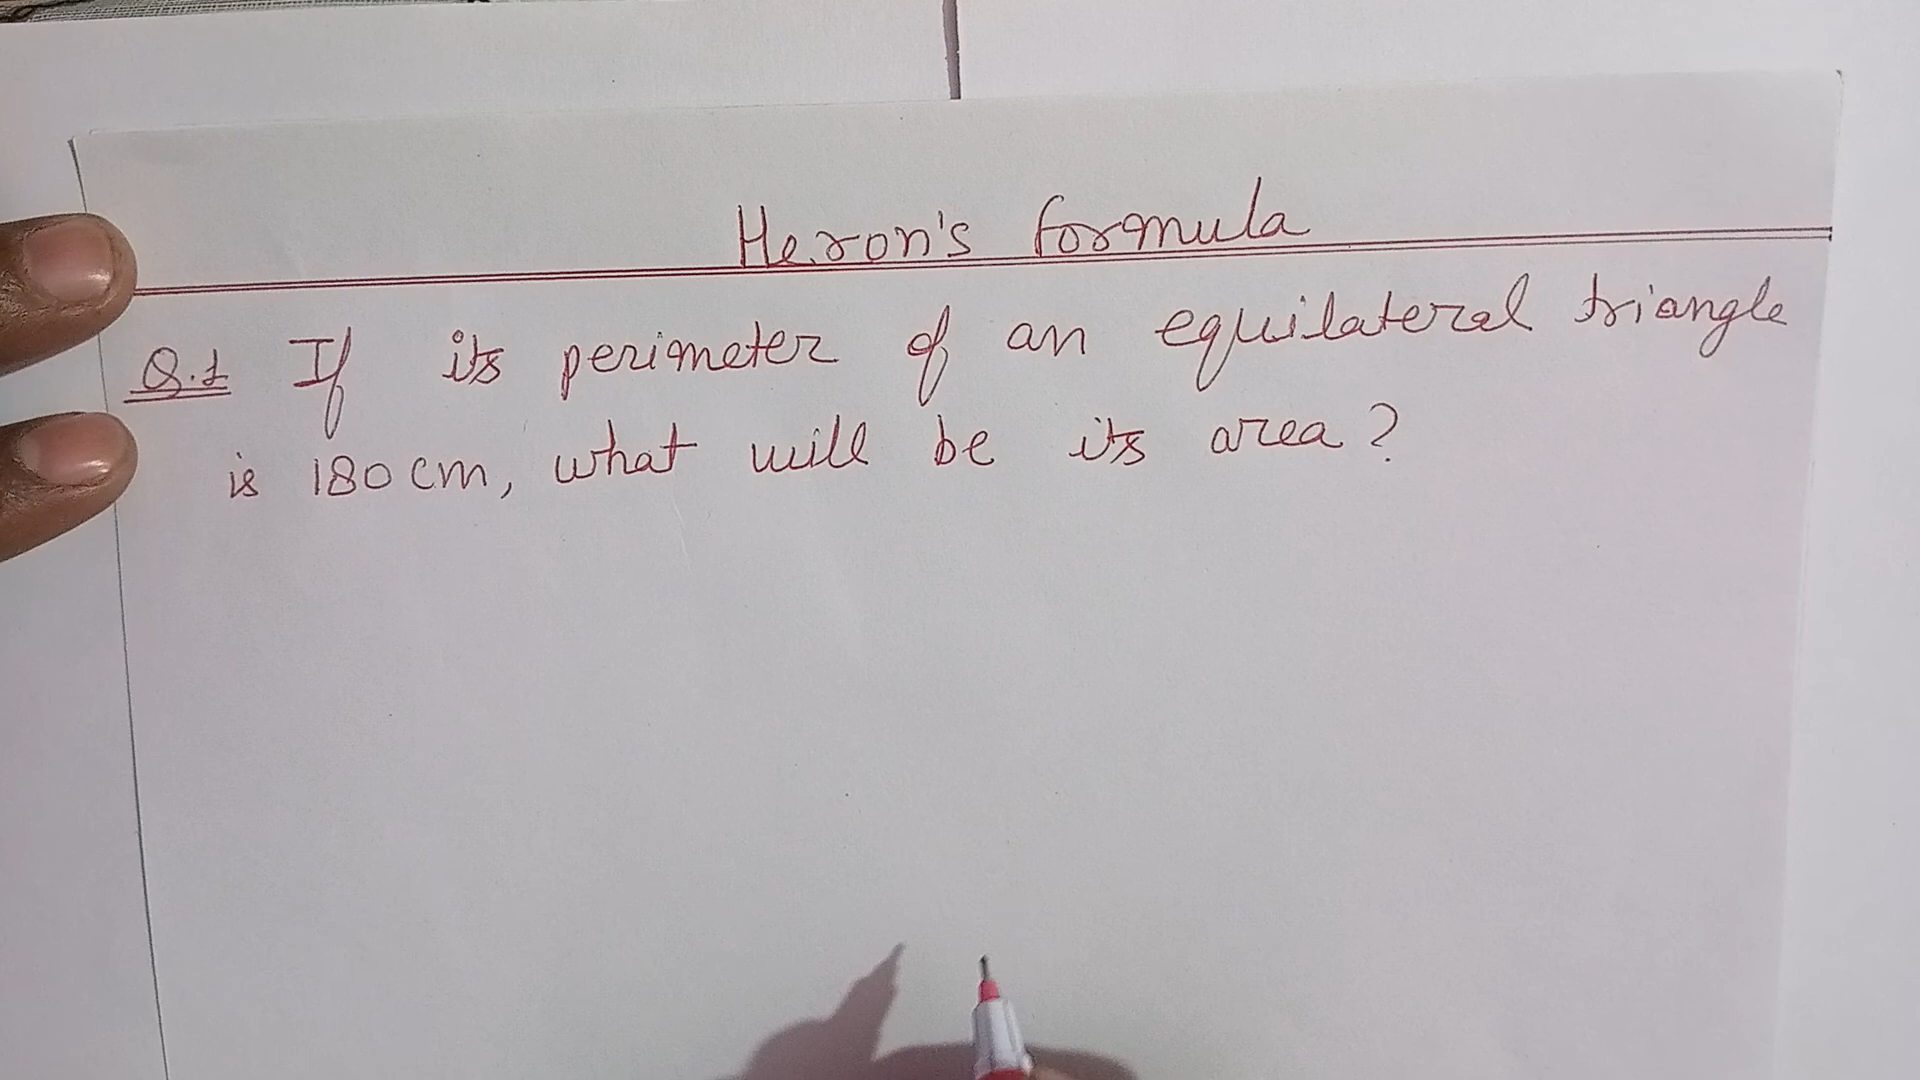 Heron's formula
Q.1 If its perimeter of an equilateral triangle
is 180 cm, what will be its area?